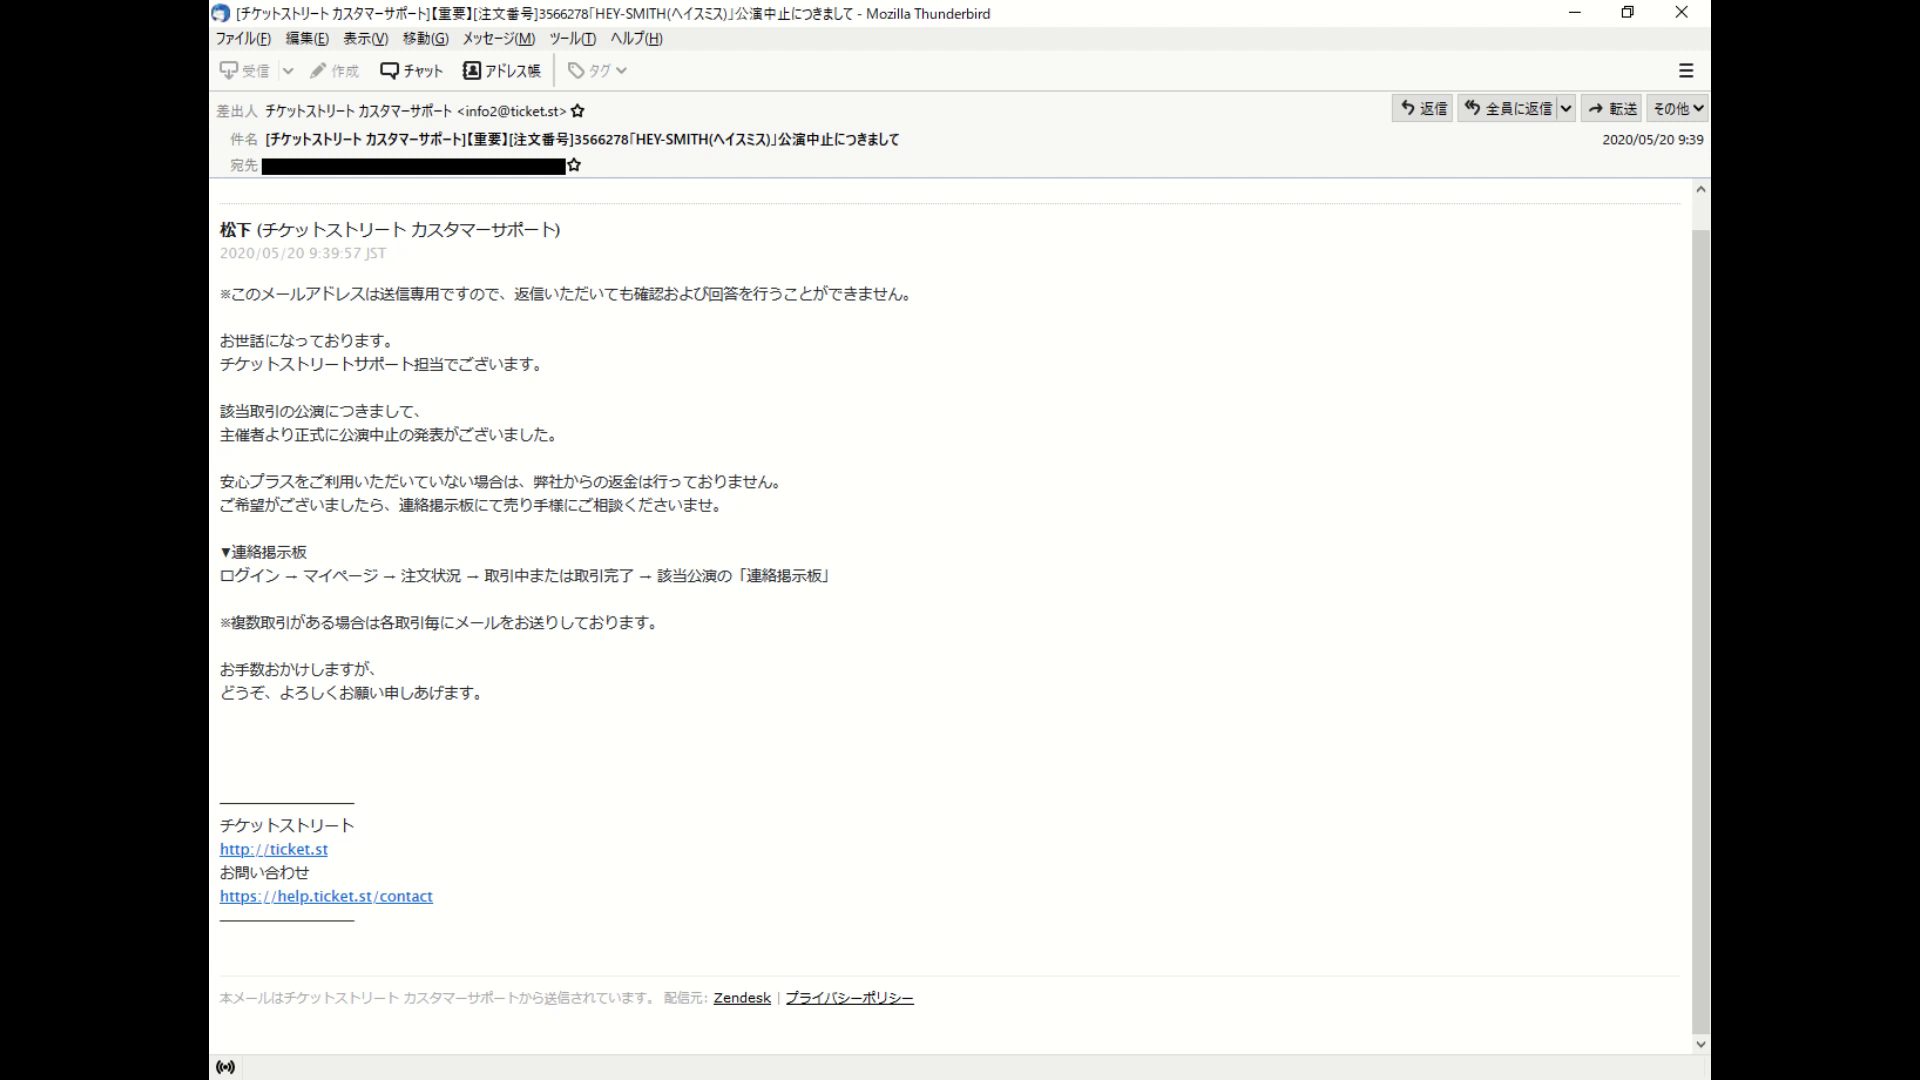 [チケットストリート カスタマーサポート]【重要】[注文番号]3566278「HEY-SMITH(ヘイスミス)」公演中止につきまして - Mozilla Thunderbird
ファイル(F) 編集(E) 表示(V) 移動(G) メッセージ(M) ツール(T) ヘルプ(H)
受信 作成 チャット アドレス帳 タグ
差出人 チケットストリート カスタマーサポート <info2@ticket.st> 返信 全員に返信 転送 その他
件名 [チケットストリート カスタマーサポート]【重要】[注文番号]3566278「HEY-SMITH(ヘイスミス)」公演中止につきまして 2020/05/20 9:39
宛先
松下 (チケットストリート カスタマーサポート)
2020/05/20 9:39:57 JST
※このメールアドレスは送信専用ですので、返信いただいても確認および回答を行うことができません。
お世話になっております。
チケットストリートサポート担当でございます。
該当取引の公演につきまして、
主催者より正式に公演中止の発表がございました。
安心プラスをご利用いただいていない場合は、弊社からの返金は行っておりません。
ご希望がございましたら、連絡掲示板にて売り手様にご相談くださいませ。
▼連絡掲示板
ログイン → マイページ → 注文状況 → 取引中または取引完了 → 該当公演の「連絡掲示板」
※複数取引がある場合は各取引毎にメールをお送りしております。
お手数おかけしますが、
どうぞ、よろしくお願い申しあげます。
チケットストリート
http://ticket.st
お問い合わせ
https://help.ticket.st/contact
本メールはチケットストリート カスタマーサポートから送信されています。 配信元: Zendesk | プライバシーポリシー